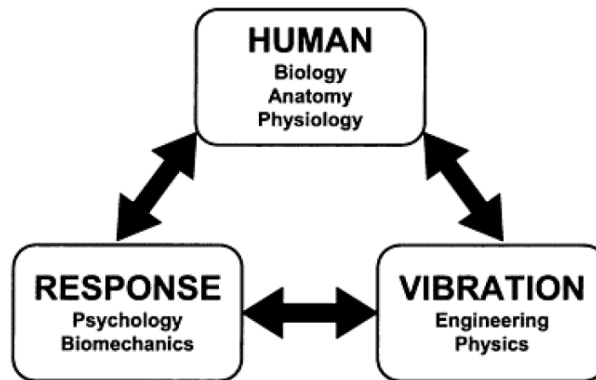 HUMAN
Biology
Anatomy
Physiology
RESPONSE
Psychology
Biomechanics
VIBRATION
Engineering
Physics